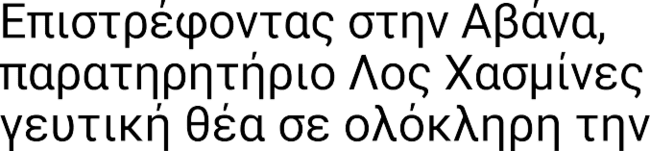 Επιστρέφοντας στην Αβάνα,
παρατηρητήριο Λος Χασμίνες
γευτική θέα σε ολόκληρη την